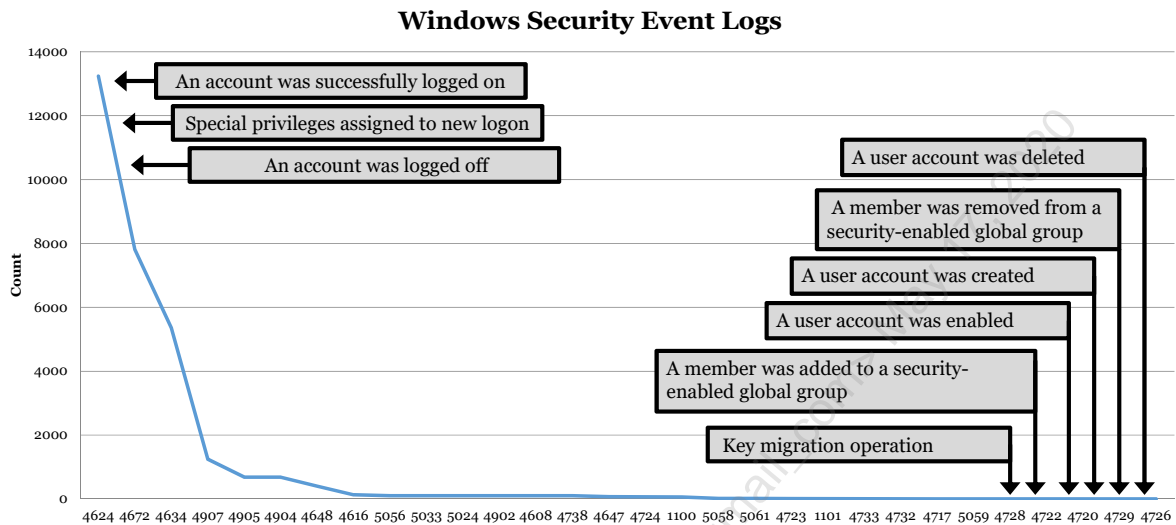 Windows Security Event Logs
14000
12000
10000
8000
6000
4000
2000
0
Count
An account was successfully logged on
Special privileges assigned to new logon
An account was logged off
A user account was deleted
A member was removed from a
security-enabled global group
A user account was created
A user account was enabled
A member was added to a security-
enabled global group
Key migration operation
4624 4672 4634 4907 4905 4904 4648 4616 5056 5033 5024 4902 4608 4738 4647 4724 1100 5058 5061 4723 1101 4733 4732 4717 5059 4728 4722 4720 4729 4726
mail_com> May 17, 2020